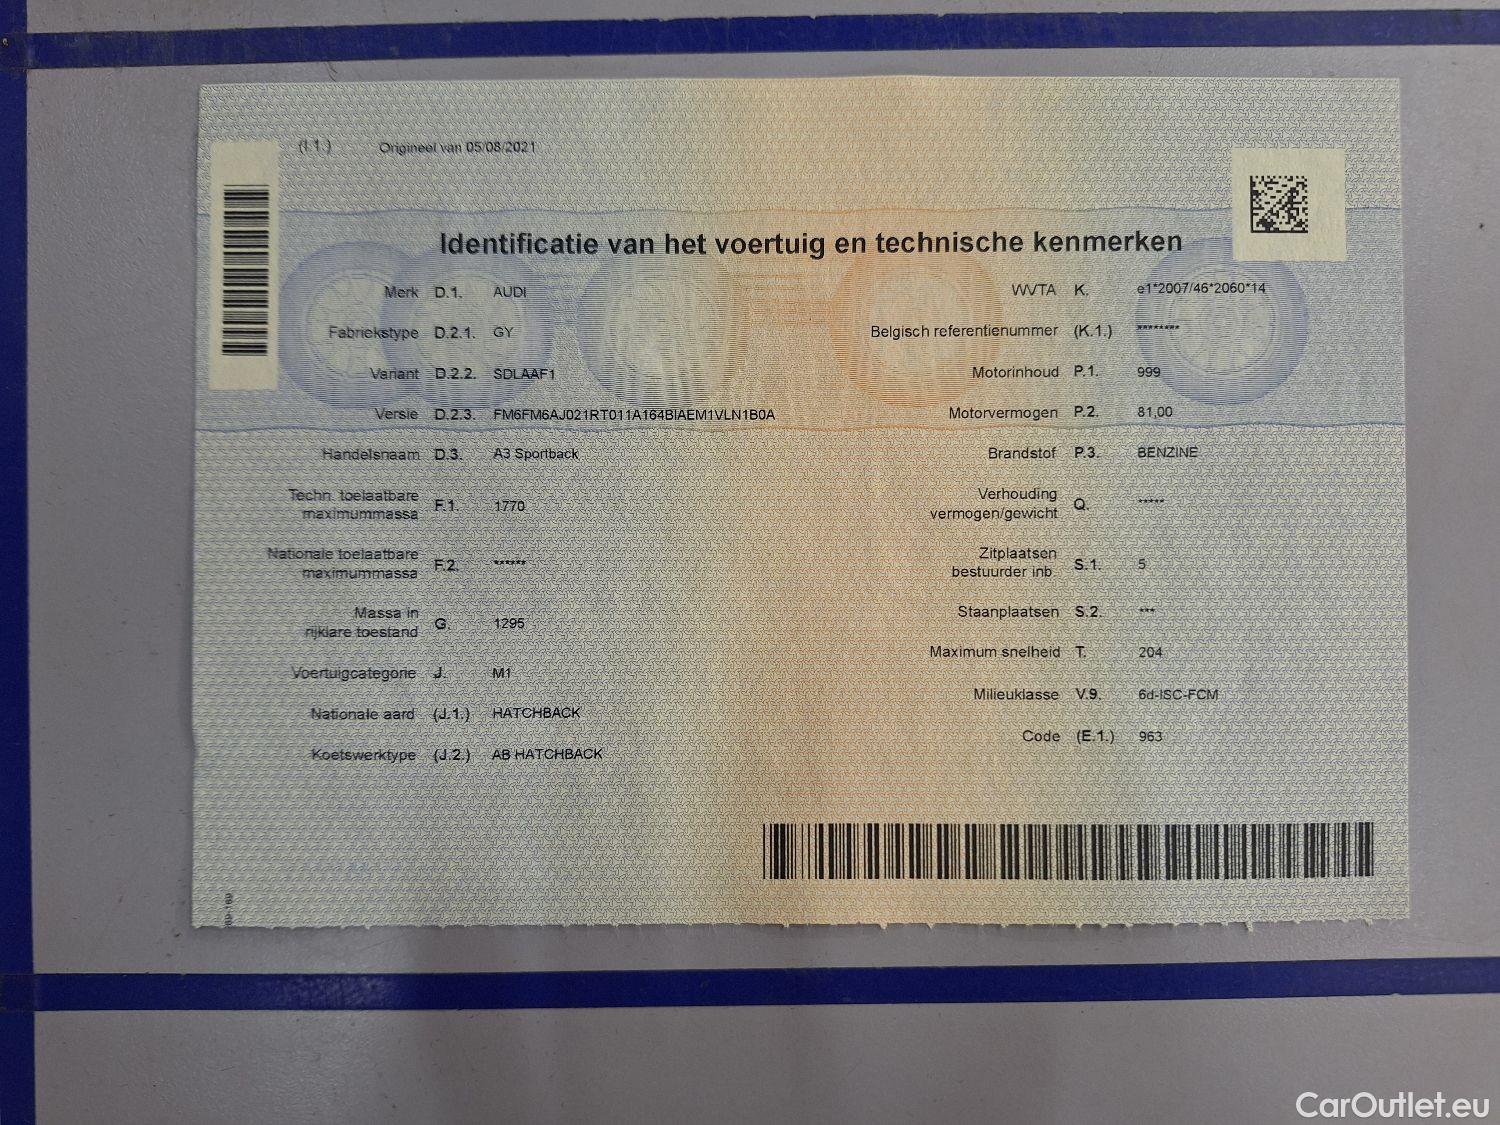 (I.1.) Origineel van 05/08/2021
Identificatie van het voertuig en technische kenmerken
Merk D.1. AUDI
Fabriekstype D.2.1. GY
Variant D.2.2. SDLAAF1
Versie D.2.3. FM6FM6AJ021RT011A164BIAEM1VLN1B0A
Handelsnaam D.3. A3 Sportback
Techn. toelaatbare
maximummassa F.1. 1770
Nationale toelaatbare
maximummassa F.2. ******
Massa in
rijklare toestand G. 1295
Voertuigcategorie J. M1
Nationale aard (J.1.) HATCHBACK
Koetswerktype (J.2.) AB HATCHBACK
WVTA K. e1*2007/46*2060*14
Belgisch referentienummer (K.1.) ********
Motorinhoud P.1. 999
Motorvermogen P.2. 81,00
Brandstof P.3. BENZINE
Verhouding
vermogen/gewicht Q. *****
Zitplaatsen
bestuurder inb. S.1. 5
Staanplaatsen S.2. ***
Maximum snelheid T. 204
Milieuklasse V.9. 6d-ISC-FCM
Code (E.1.) 963
CarOutlet.eu